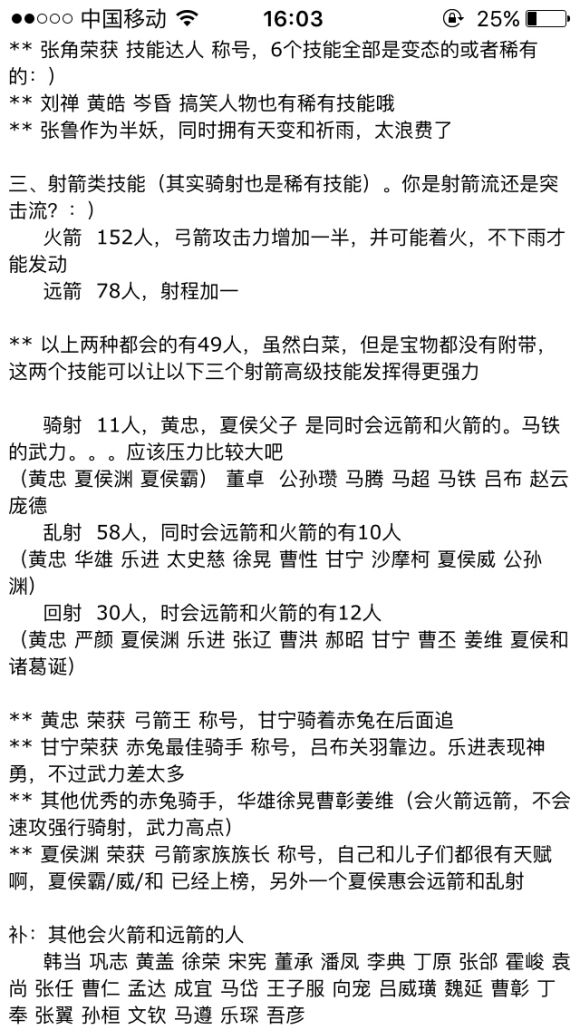 中国移动 16:03 25%
** 张角荣获 技能达人 称号，6个技能全部是变态的或者稀有
的：）
** 刘禅 黄皓 岑昏 搞笑人物也有稀有技能哦
** 张鲁作为半妖，同时拥有天变和祈雨，太浪费了
三、射箭类技能（其实骑射也是稀有技能）。你是射箭流还是突
击流？：）
火箭 152人，弓箭攻击力增加一半，并可能着火，不下雨才
能发动
远箭 78人，射程加一
** 以上两种都会的有49人，虽然白菜，但是宝物都没有附带，
这两个技能可以让以下三个射箭高级技能发挥得更强力
骑射 11人，黄忠，夏侯父子 是同时会远箭和火箭的。马铁
的武力。。。应该压力比较大吧
（黄忠 夏侯渊 夏侯霸） 董卓 公孙瓒 马腾 马超 马铁 吕布 赵云
庞德
乱射 58人，同时会远箭和火箭的有10人
（黄忠 华雄 乐进 太史慈 徐晃 曹性 甘宁 沙摩柯 夏侯威 公孙
渊）
回射 30人，时会远箭和火箭的有12人
（黄忠 严颜 夏侯渊 乐进 张辽 曹洪 郝昭 甘宁 曹丕 姜维 夏侯和
诸葛诞）
** 黄忠 荣获 弓箭王 称号，甘宁骑着赤兔在后面追
** 甘宁荣获 赤兔最佳骑手 称号，吕布关羽靠边。乐进表现神
勇，不过武力差太多
** 其他优秀的赤兔骑手，华雄徐晃曹彰姜维（会火箭远箭，不会
速攻强行骑射，武力高点）
** 夏侯渊 荣获 弓箭家族族长 称号，自己和儿子们都很有天赋
啊，夏侯霸/威/和 已经上榜，另外一个夏侯惠会远箭和乱射
补：其他会火箭和远箭的人
韩当 巩志 黄盖 徐荣 宋宪 董承 潘凤 李典 丁原 张郃 霍峻 袁
尚 张任 曹仁 孟达 成宜 马岱 王子服 向宠 吕威璜 魏延 曹彰 丁
奉 张翼 孙桓 文钦 马遵 乐琛 吾彦